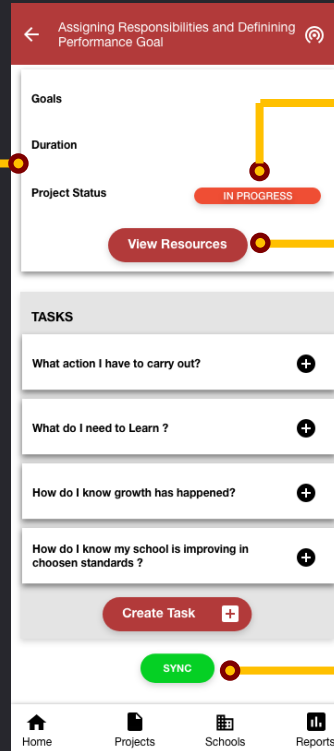 Assigning Responsibilities and Definining
Performance Goal
Goals
Duration
Project Status
IN PROGRESS
View Resources
TASKS
What action I have to carry out?
What do I need to Learn ?
How do I know growth has happened?
How do I know my school is improving in
choosen standards ?
Create Task
SYNC
Home
Projects
Schools
Reports